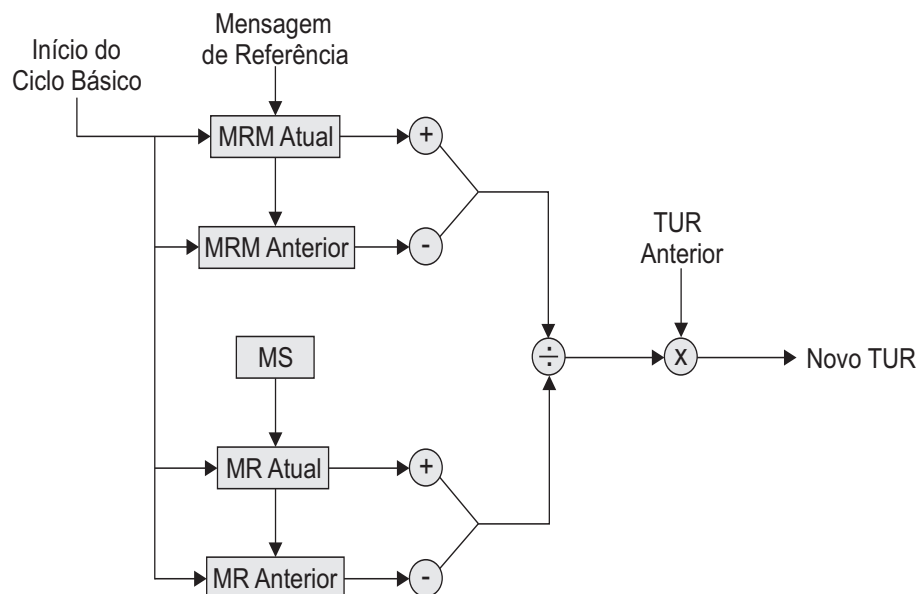 Início do
Ciclo Básico
Mensagem
de Referência
MRM Atual
+
MRM Anterior
-
TUR
Anterior
MS
÷
X
Novo TUR
MR Atual
+
MR Anterior
-